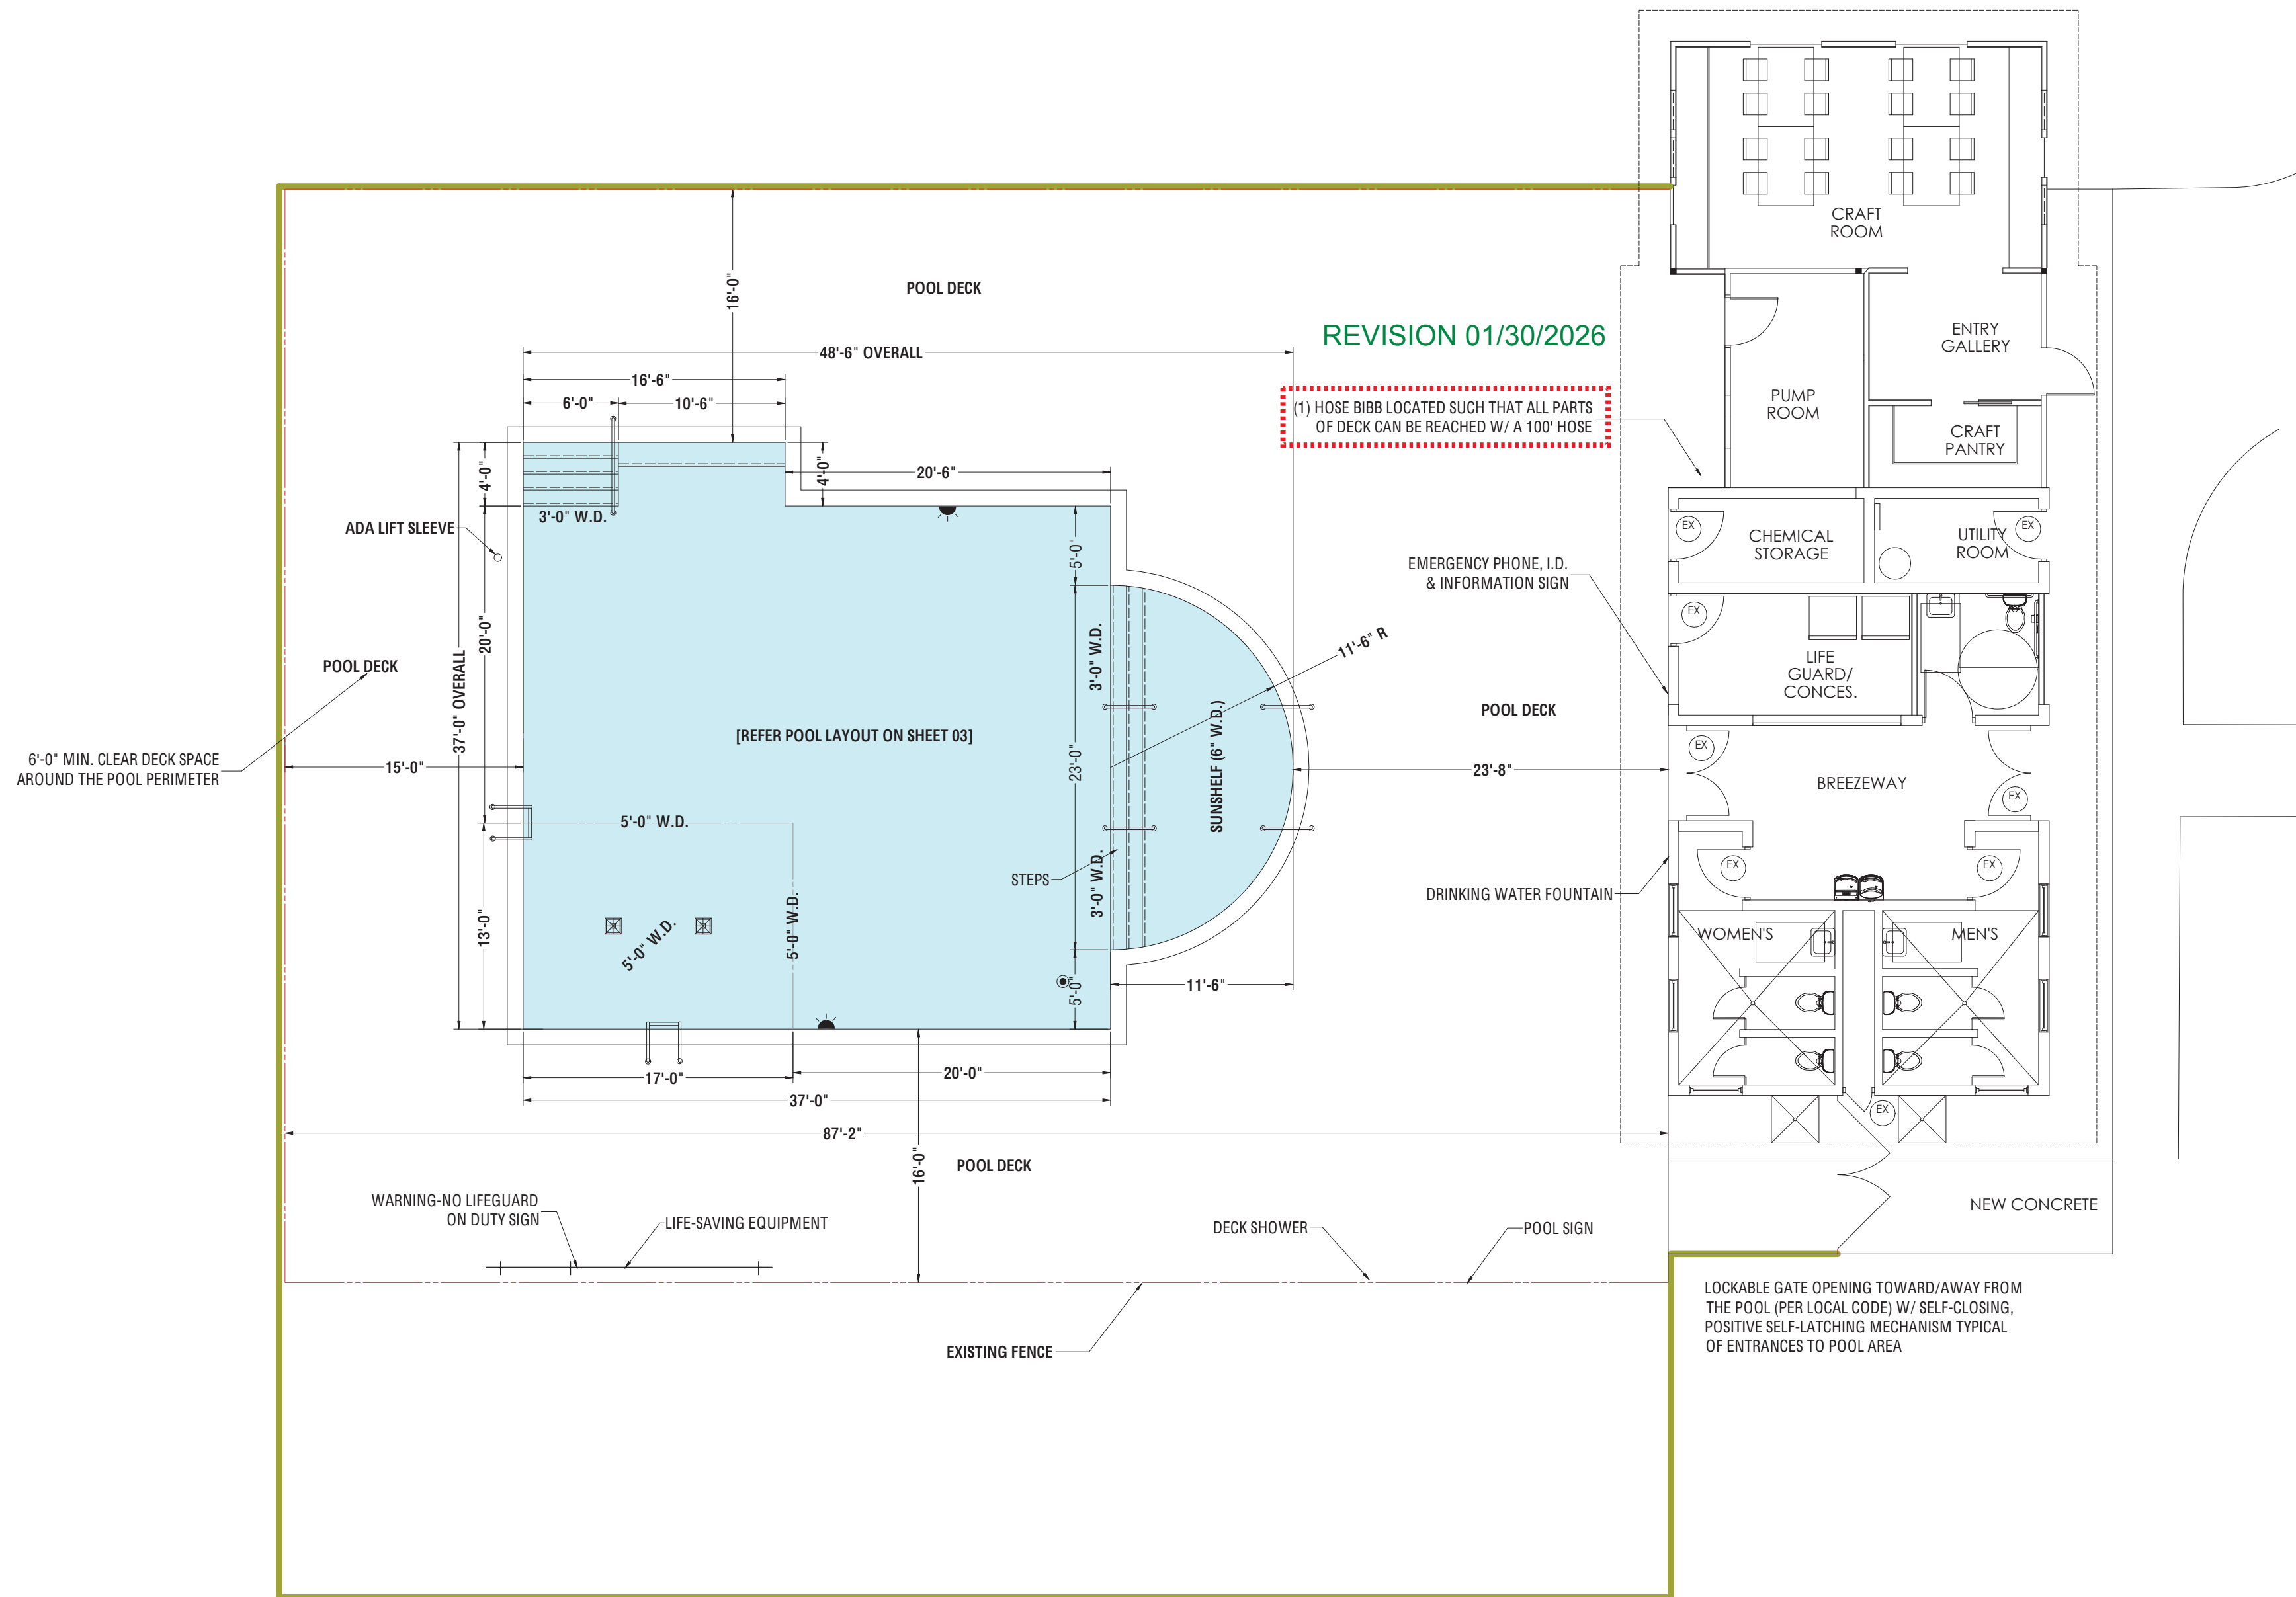 CRAFT
ROOM
16'-0"
POOL DECK
REVISION 01/30/2026
ENTRY
GALLERY
48'-6" OVERALL
16'-6"
6'-0"
10'-6"
PUMP
ROOM
(1) HOSE BIBB LOCATED SUCH THAT ALL PARTS
OF DECK CAN BE REACHED W/ A 100' HOSE
CRAFT
PANTRY
4'-0"
4'-0"
20'-6"
3'-0" W.D.
ADA LIFT SLEEVE
EX
CHEMICAL
STORAGE
UTILITY
ROOM
EX
5'-0"
EMERGENCY PHONE, I.D.
& INFORMATION SIGN
EX
20'-0"
37'-0" OVERALL
3'-0" W.D.
11'-6" R
LIFE
GUARD/
CONCES.
POOL DECK
POOL DECK
[REFER POOL LAYOUT ON SHEET 03]
23'-0"
SUNSHELF (6" W.D.)
EX
6'-0" MIN. CLEAR DECK SPACE
AROUND THE POOL PERIMETER
15'-0"
23'-8"
BREEZEWAY
EX
5'-0" W.D.
STEPS
3'-0" W.D.
DRINKING WATER FOUNTAIN
EX
EX
13'-0"
5'-0" W.D.
5'-0" W.D.
WOMEN'S
MEN'S
5'-0"
11'-6"
17'-0"
20'-0"
37'-0"
EX
87'-2"
16'-0"
POOL DECK
WARNING-NO LIFEGUARD
ON DUTY SIGN
LIFE-SAVING EQUIPMENT
DECK SHOWER
POOL SIGN
NEW CONCRETE
LOCKABLE GATE OPENING TOWARD/AWAY FROM
THE POOL (PER LOCAL CODE) W/ SELF-CLOSING,
POSITIVE SELF-LATCHING MECHANISM TYPICAL
OF ENTRANCES TO POOL AREA
EXISTING FENCE